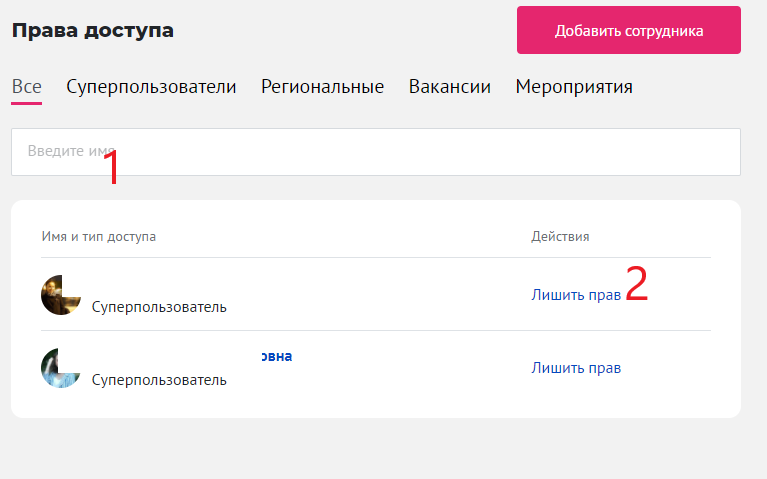 Права доступа
Добавить сотрудника
Все Суперпользователи Региональные Вакансии Мероприятия
Введите имя
1
Имя и тип доступа Действия
Суперпользователь Лишить прав 2
овна
Суперпользователь Лишить прав